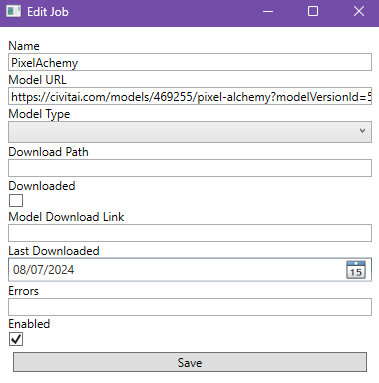 Edit Job
Name
PixelAchemy
Model URL
https://civitai.com/models/469255/pixel-alchemy?modelVersionId=5
Model Type
Download Path
Downloaded
Model Download Link
Last Downloaded
08/07/2024
15
Errors
Enabled
Save